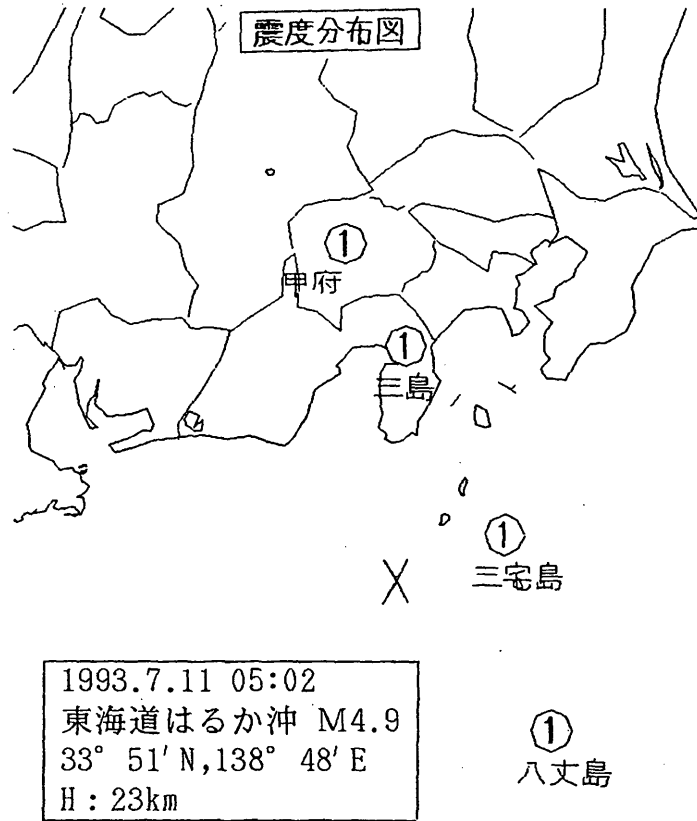 震度分布図
①
甲府
①
三島
①
三宅島
X
1993.7.11 05:02
東海道はるか沖 M4.9
33° 51′N,138° 48′E
H：23km
①
八丈島